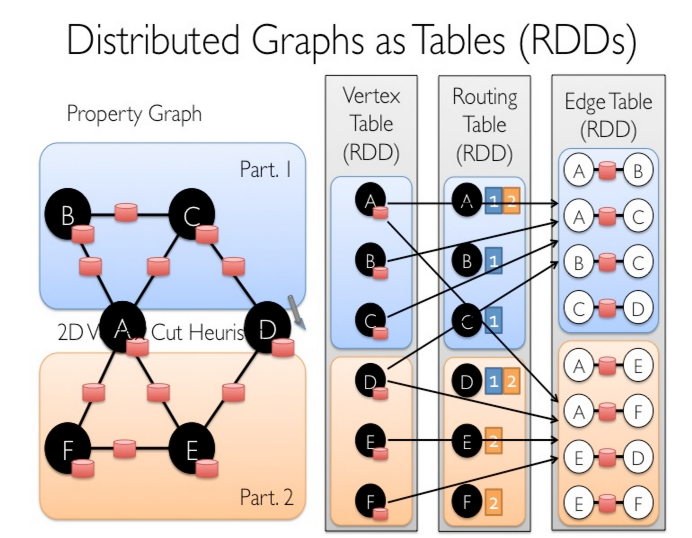 Distributed Graphs as Tables (RDDs)
Property Graph
Part. 1
B
C
A
D
2D V Cut Heuris
F
E
Part. 2
Vertex
Table
(RDD)
A
B
C
D
E
F
Routing
Table
(RDD)
A 1 2
B 1
C 1
D 1 2
E 2
F 2
Edge Table
(RDD)
A B
A C
B C
C D
A E
A F
E D
E F